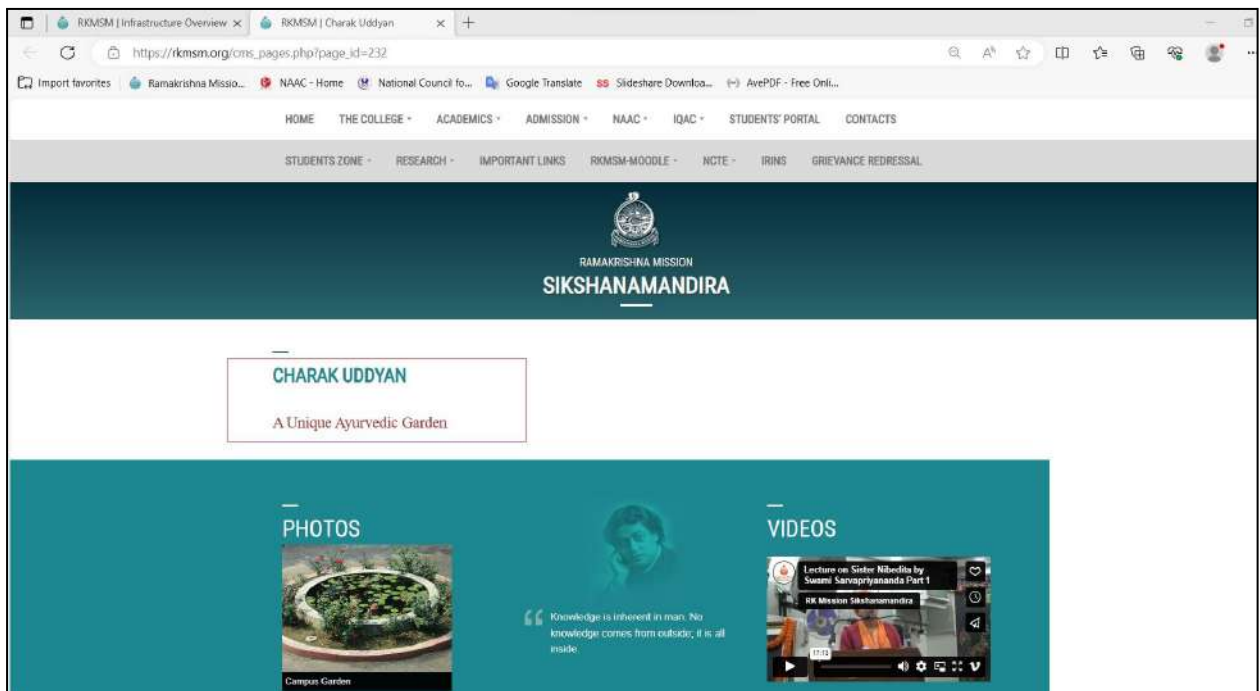 RKMSM | Infrastructure Overview
RKMSM | Charak Uddyan
https://rkmsm.org/cms_pages.php?page_id=232
Import favorites
Ramakrishna Missio...
NAAC - Home
National Council fo...
Google Translate
SS Slideshare Downloa...
AvePDF - Free Onli...
HOME THE COLLEGE ACADEMICS ADMISSION NAAC IQAC STUDENTS' PORTAL CONTACTS
STUDENTS ZONE RESEARCH IMPORTANT LINKS RKMSM-MOODLE NCTE IRINS GRIEVANCE REDRESSAL
RAMAKRISHNA MISSION
SIKSHANAMANDIRA
CHARAK UDDYAN
A Unique Ayurvedic Garden
PHOTOS
Campus Garden
Knowledge is inherent in man. No
knowledge comes from outside; it is all
inside.
VIDEOS
Lecture on Sister Nibedita by
Swami Sarvapriyananda Part 1
RK Mission Sikshanamandira
17:13